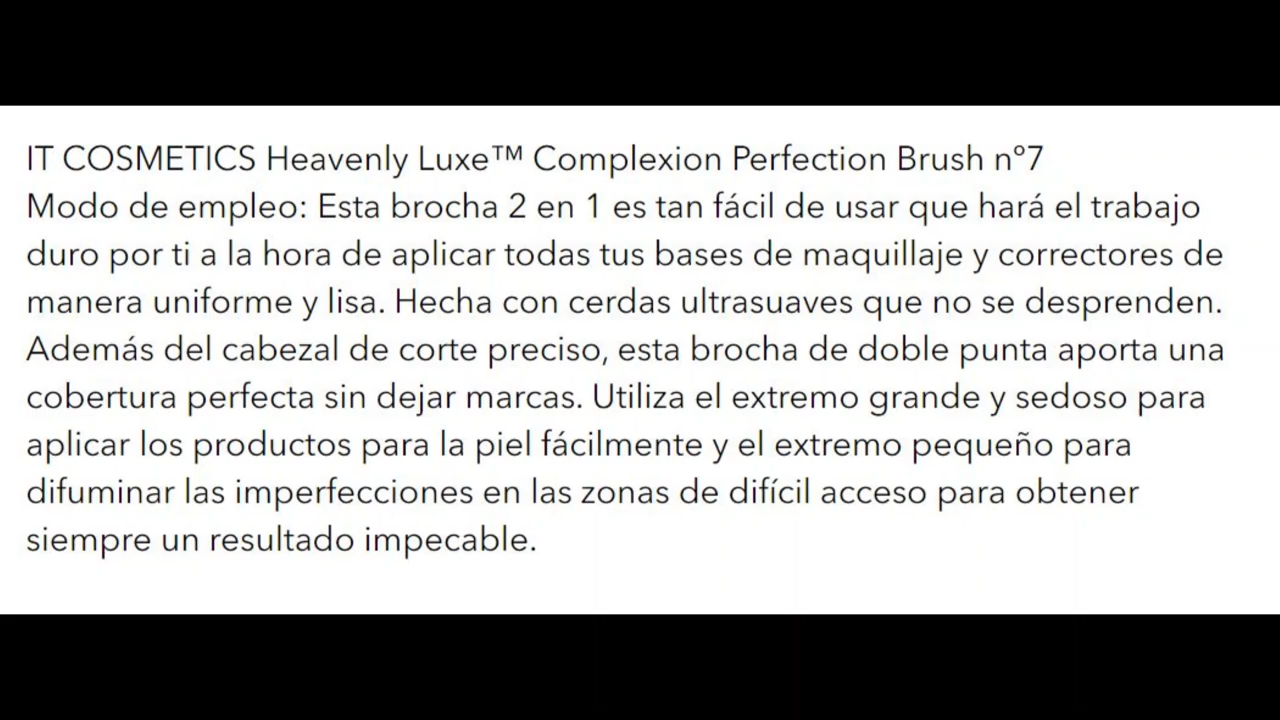 IT COSMETICS Heavenly Luxe™ Complexion Perfection Brush nº7
Modo de empleo: Esta brocha 2 en 1 es tan fácil de usar que hará el trabajo
duro por ti a la hora de aplicar todas tus bases de maquillaje y correctores de
manera uniforme y lisa. Hecha con cerdas ultrasuaves que no se desprenden.
Además del cabezal de corte preciso, esta brocha de doble punta aporta una
cobertura perfecta sin dejar marcas. Utiliza el extremo grande y sedoso para
aplicar los productos para la piel fácilmente y el extremo pequeño para
difuminar las imperfecciones en las zonas de difícil acceso para obtener
siempre un resultado impecable.